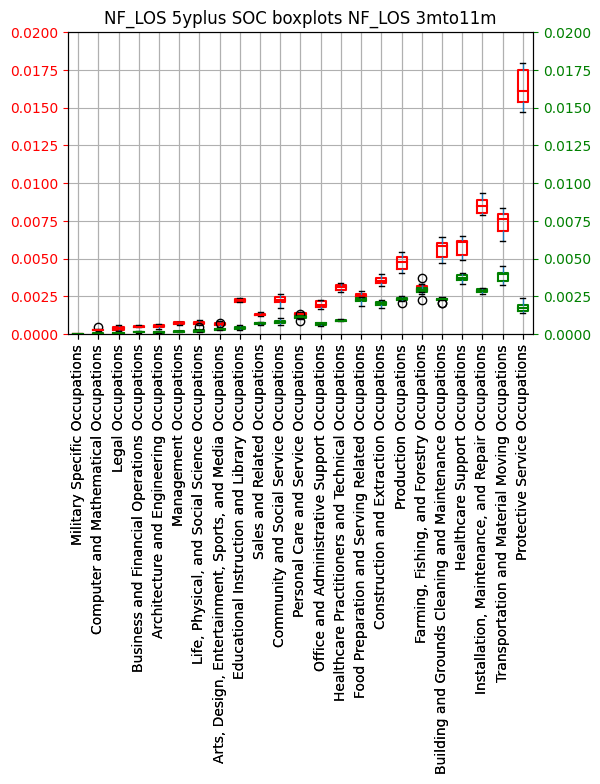 NF_LOS 5yplus SOC boxplots NF_LOS 3mto11m
0.0200
0.0175
0.0150
0.0125
0.0100
0.0075
0.0050
0.0025
0.0000
0.0200
0.0175
0.0150
0.0125
0.0100
0.0075
0.0050
0.0025
0.0000
Military Specific Occupations
Computer and Mathematical Occupations
Legal Occupations
Business and Financial Operations Occupations
Architecture and Engineering Occupations
Management Occupations
Life, Physical, and Social Science Occupations
Arts, Design, Entertainment, Sports, and Media Occupations
Educational Instruction and Library Occupations
Sales and Related Occupations
Community and Social Service Occupations
Personal Care and Service Occupations
Office and Administrative Support Occupations
Healthcare Practitioners and Technical Occupations
Food Preparation and Serving Related Occupations
Construction and Extraction Occupations
Production Occupations
Farming, Fishing, and Forestry Occupations
Building and Grounds Cleaning and Maintenance Occupations
Healthcare Support Occupations
Installation, Maintenance, and Repair Occupations
Transportation and Material Moving Occupations
Protective Service Occupations